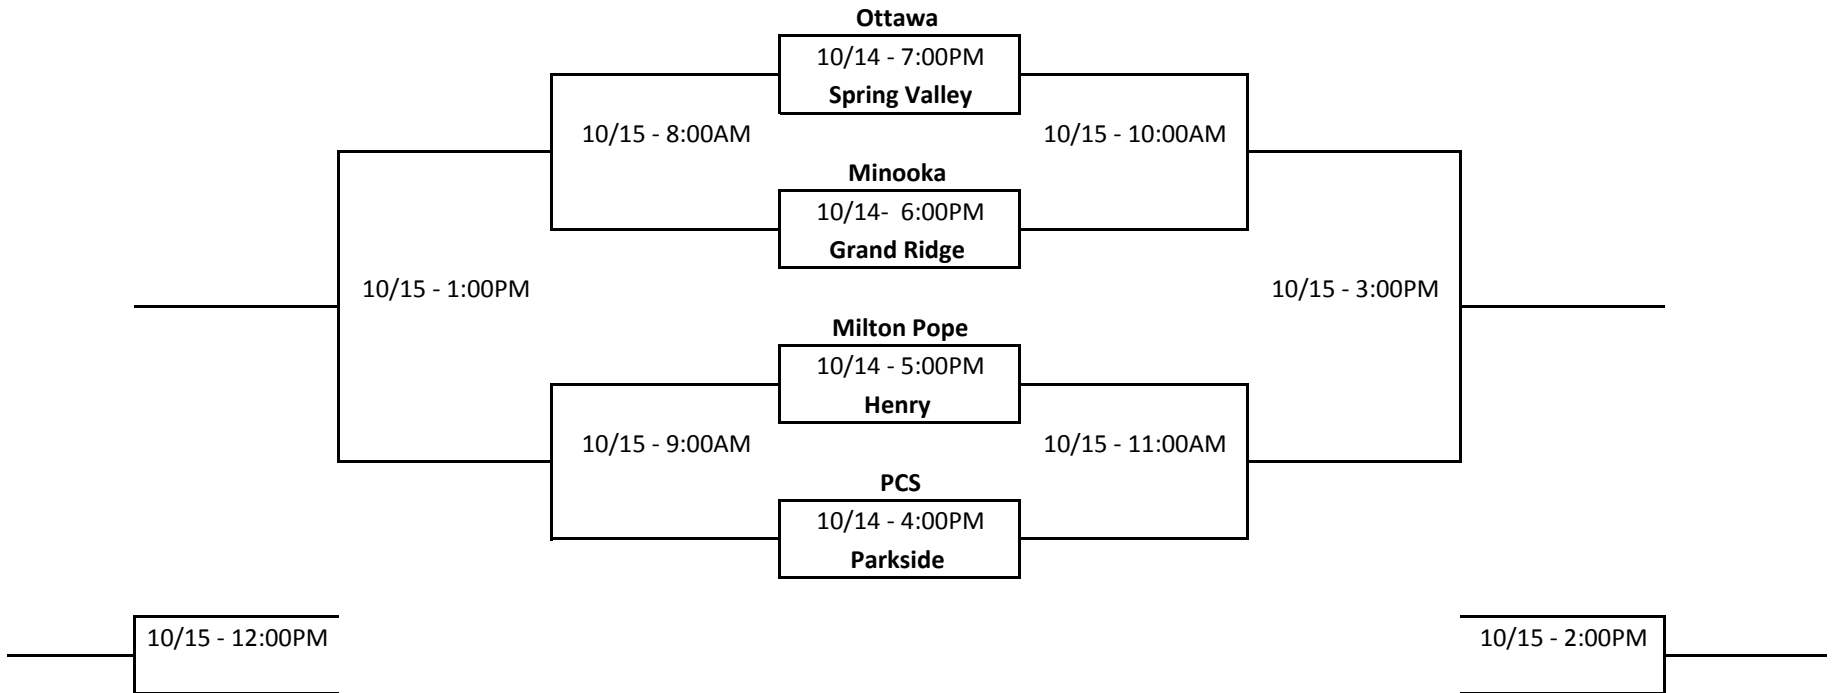 Ottawa
10/14 - 7:00PM
Spring Valley
10/15 - 8:00AM
10/15 - 10:00AM
Minooka
10/14-  6:00PM
Grand Ridge
10/15 - 1:00PM
10/15 - 3:00PM
Milton Pope
10/14 - 5:00PM
Henry
10/15 - 9:00AM
10/15 - 11:00AM
PCS
10/14 - 4:00PM
Parkside
10/15 - 12:00PM
10/15 - 2:00PM